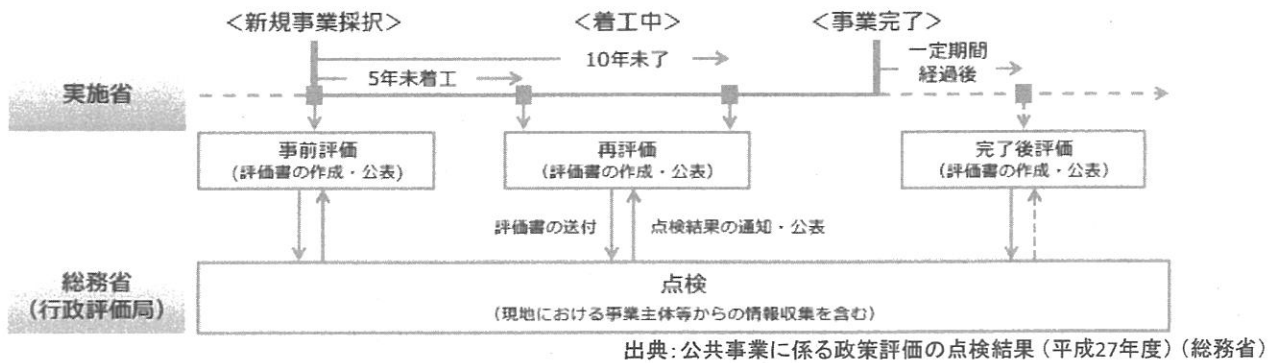 <新規事業採択>
<着工中>
<事業完了>
10年未了
一定期間
経過後
5年未着工
実施省
事前評価
(評価書の作成・公表)
再評価
(評価書の作成・公表)
完了後評価
(評価書の作成・公表)
評価書の送付
点検結果の通知・公表
総務省
(行政評価局)
点検
(現地における事業主体等からの情報収集を含む)
出典：公共事業に係る政策評価の点検結果（平成27年度）（総務省）